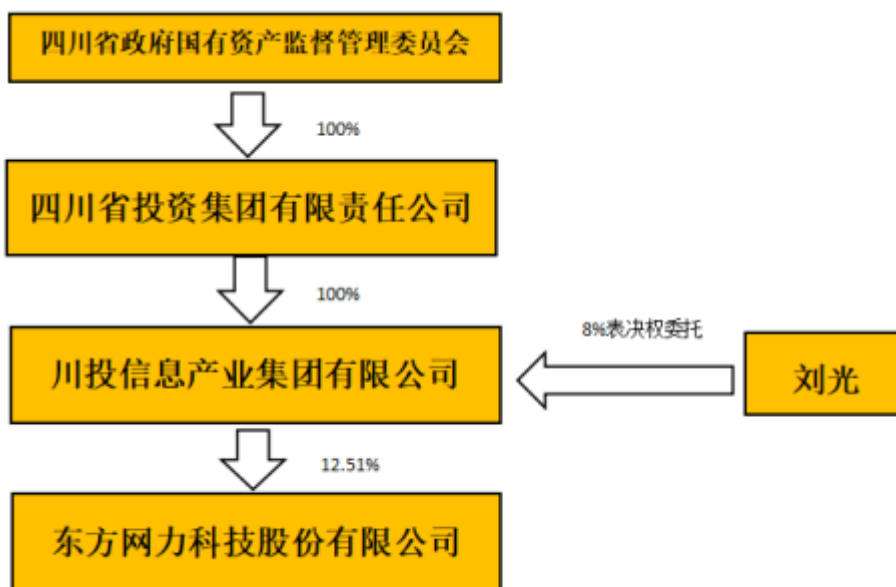 四川省政府国有资产监督管理委员会
100%
四川省投资集团有限责任公司
100%
8%表决权委托
川投信息产业集团有限公司
刘光
12.51%
东方网力科技股份有限公司